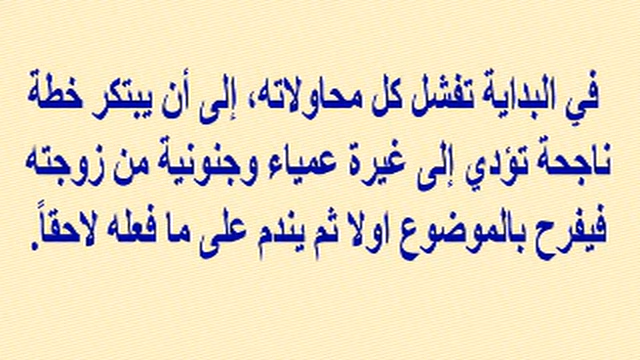 في البداية تفشل كل محاولاته، إلى أن يبتكر خطة
ناجحة تؤدي إلى غيرة عمياء وجنونية من زوجته
فيفرح بالموضوع اولا ثم يندم على ما فعله لاحقاً.